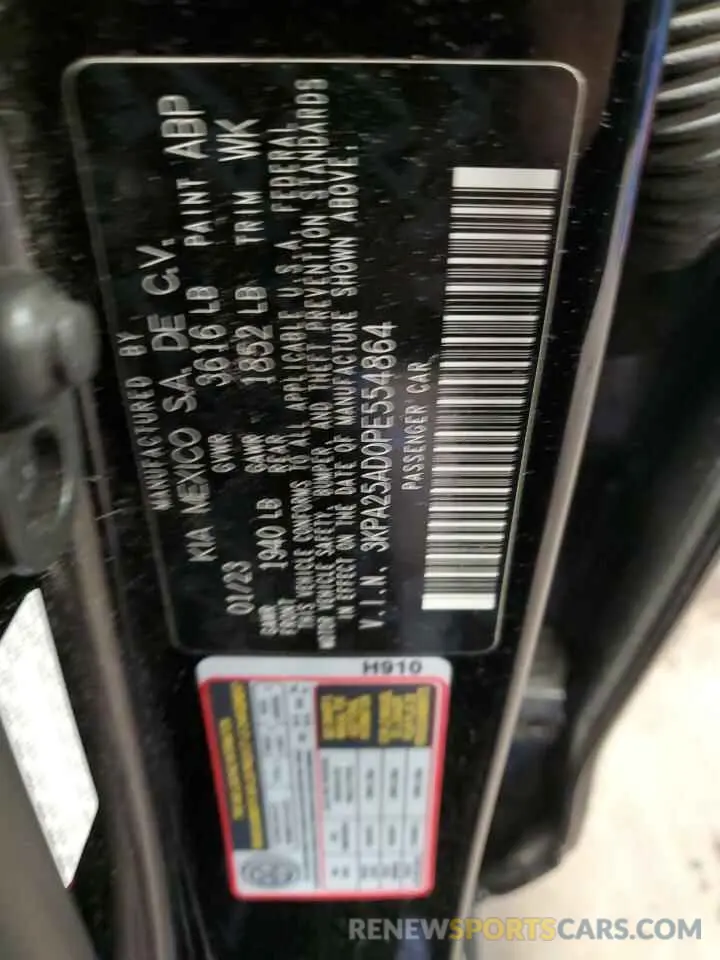 MANUFACTURED BY
KIA MEXICO S.A. DE C.V.
01/23 GVWR 3616 LB PAINT ABP
GAWR FRONT 1940 LB GAWR REAR 1852 LB TRIM WK
THIS VEHICLE CONFORMS TO ALL APPLICABLE U.S.A. FEDERAL
MOTOR VEHICLE SAFETY, BUMPER AND THEFT PREVENTION STANDARDS
IN EFFECT ON THE DATE OF MANUFACTURE SHOWN ABOVE.
V.I.N. 3KPA25AD0PE554864
PASSENGER CAR
H910
RENEWSPORTSCARS.COM